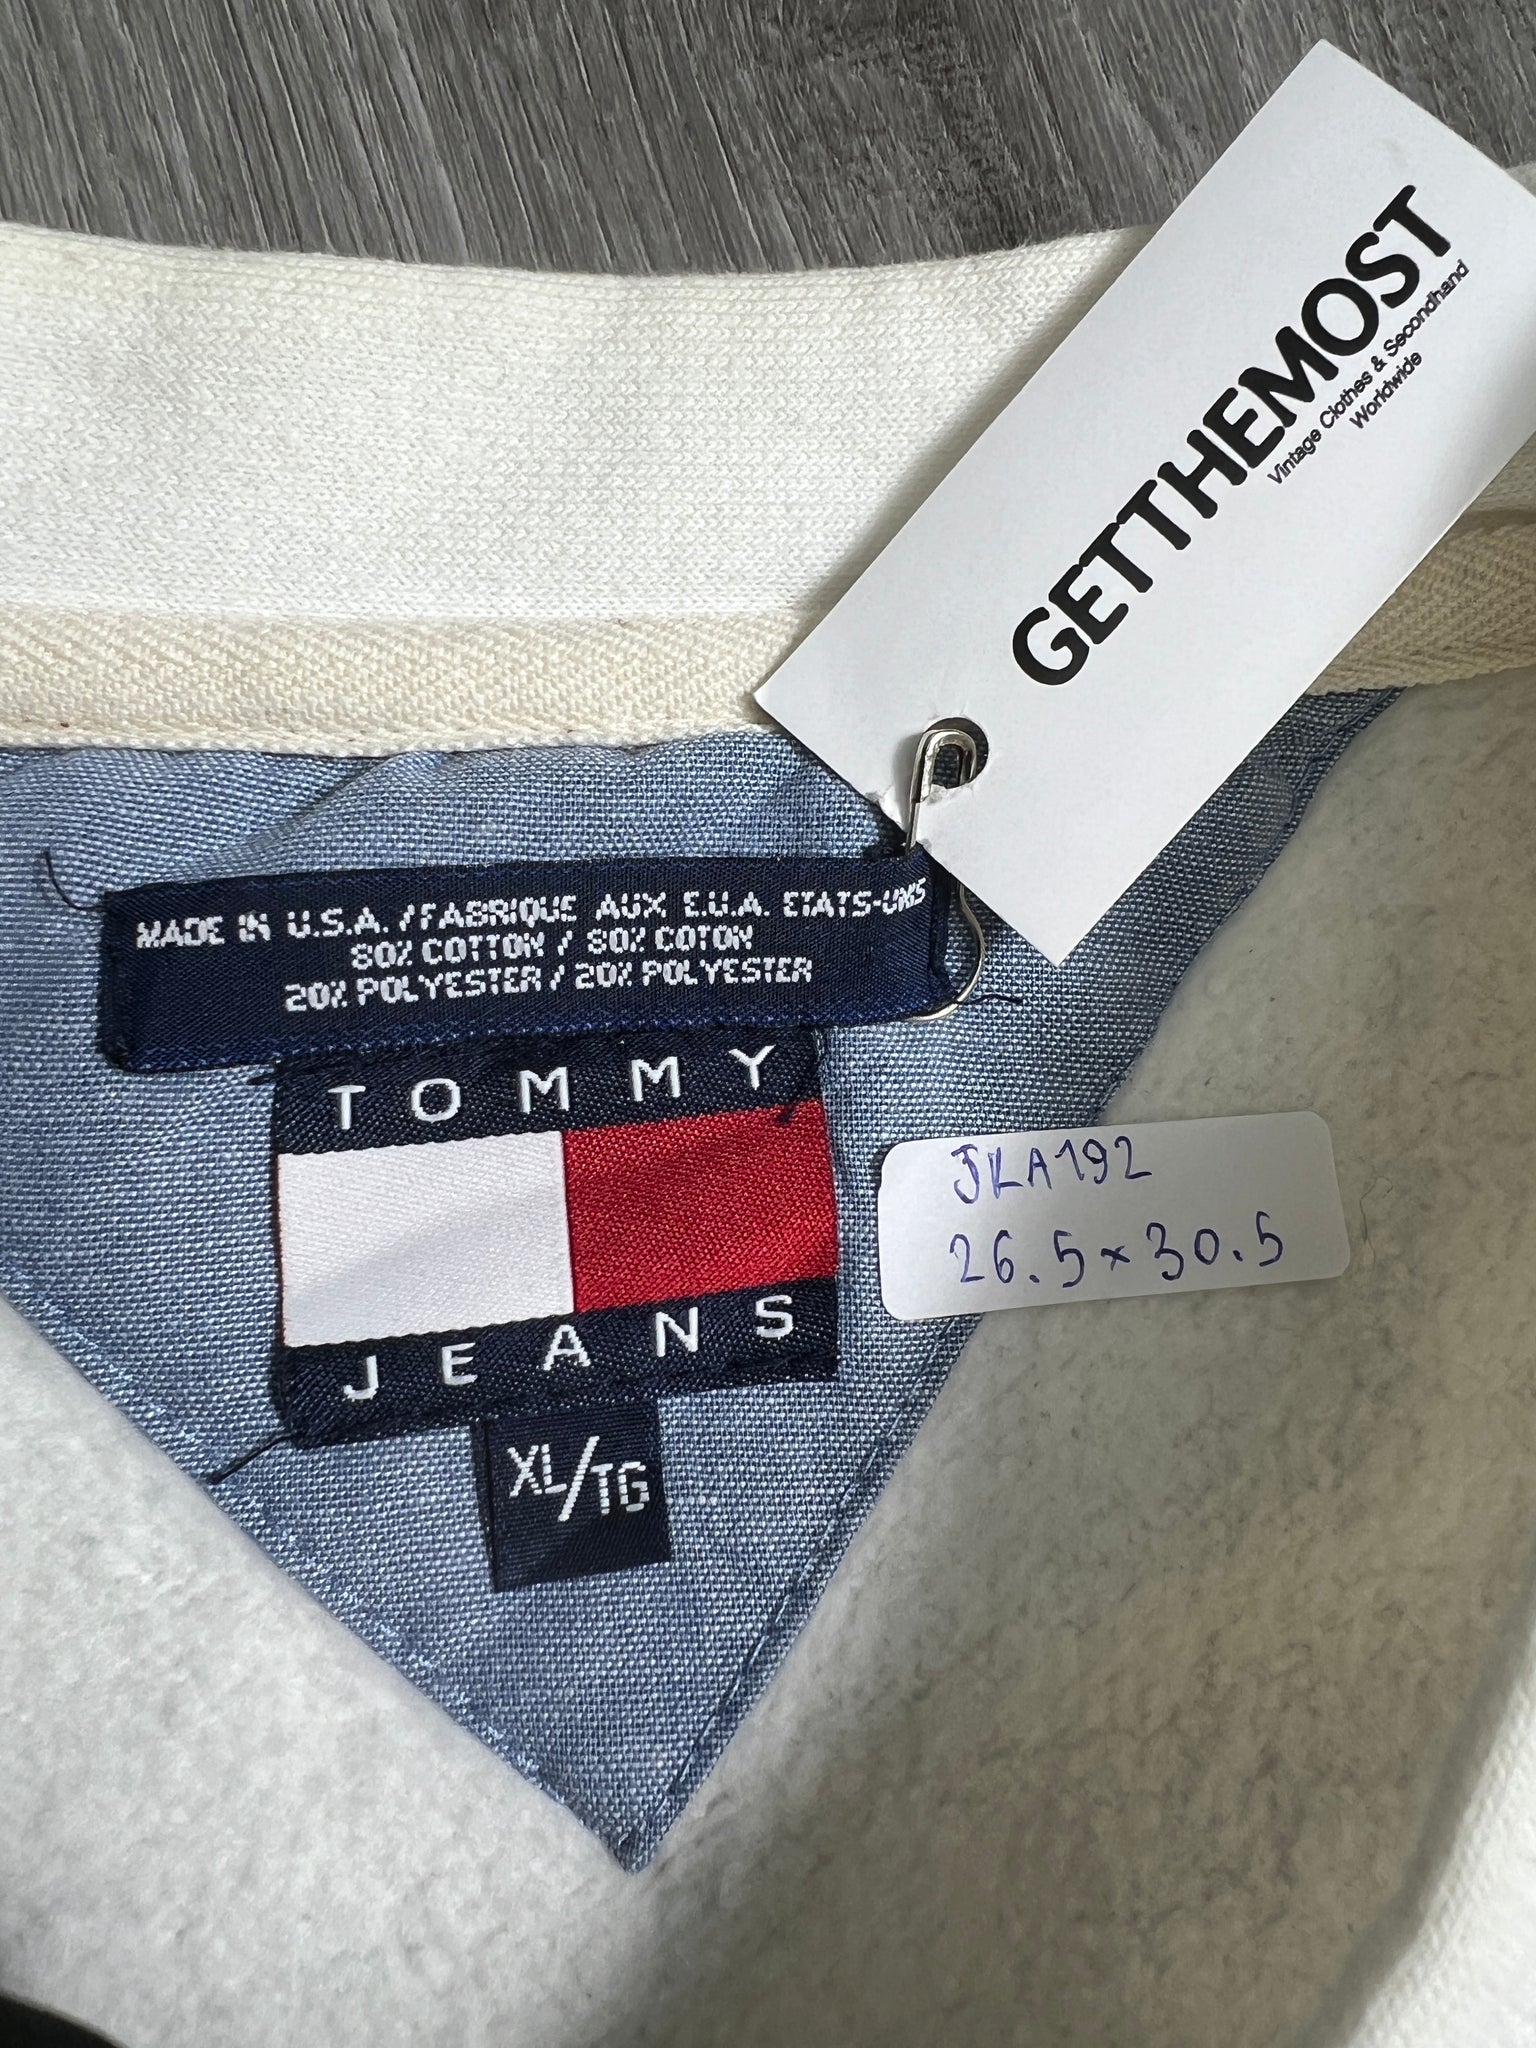 GETTHEMOST
Vintage Clothes & Secondhand
Worldwide
MADE IN U.S.A. / FABRIQUE AUX E.U.A. ETATS-UNIS
80% COTTON / 80% COTON
20% POLYESTER / 20% POLYESTER
TOMMY
JEANS
XL/TG
JKA192
26.5 × 30.5